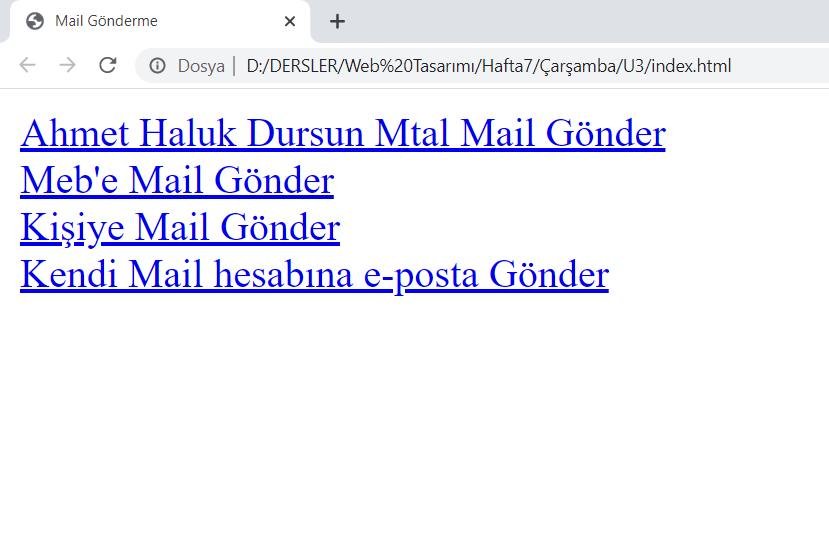 Mail Gönderme
Dosya | D:/DERSLER/Web%20Tasarımı/Hafta7/Çarşamba/U3/index.html
Ahmet Haluk Dursun Mtal Mail Gönder
Meb'e Mail Gönder
Kişiye Mail Gönder
Kendi Mail hesabına e-posta Gönder